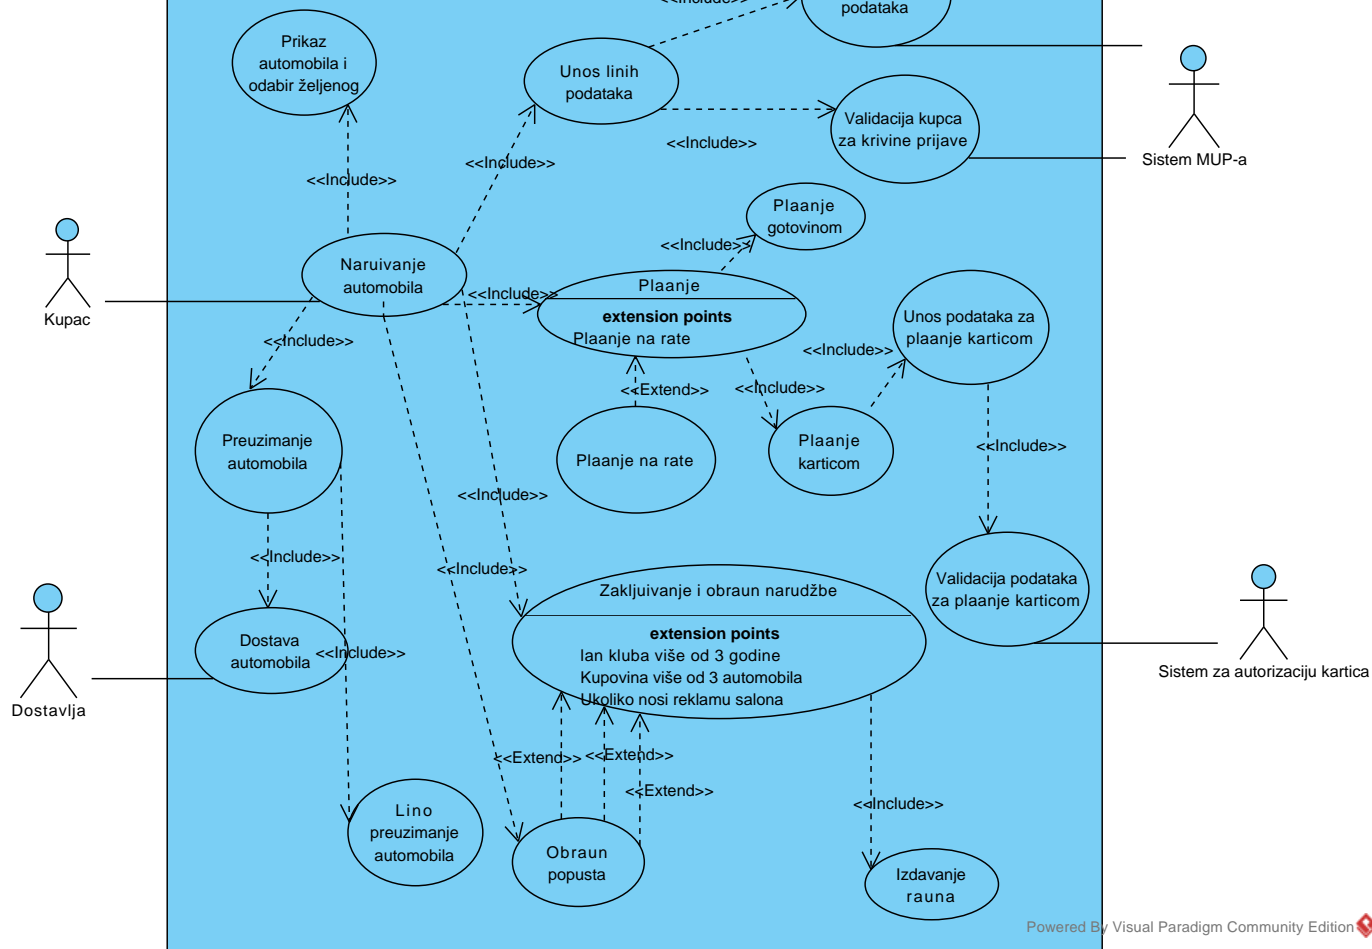 <<Include>>
podataka
Prikaz
automobila i
odabir željenog
Unos linih
podataka
Validacija kupca
za krivine prijave
<<Include>>
Sistem MUP-a
<<Include>>
<<Include>>
Plaanje
gotovinom
<<Include>>
Kupac
Naruivanje
automobila
<<Include>>
Plaanje
extension points
Plaanje na rate
Unos podataka za
plaanje karticom
<<Include>>
<<Include>>
<<Extend>>
<<Include>>
Preuzimanje
automobila
Plaanje na rate
Plaanje
karticom
<<Include>>
<<Include>>
<<Include>>
<<Include>>
Validacija podataka
za plaanje karticom
Zakljuivanje i obraun narudžbe
extension points
lan kluba više od 3 godine
Kupovina više od 3 automobila
Ukoliko nosi reklamu salona
Dostava
automobila
<<Include>>
Dostavlja
Sistem za autorizaciju kartica
<<Extend>>
<<Extend>>
<<Extend>>
<<Include>>
Lino
preuzimanje
automobila
Obraun
popusta
Izdavanje
rauna
Powered By Visual Paradigm Community Edition